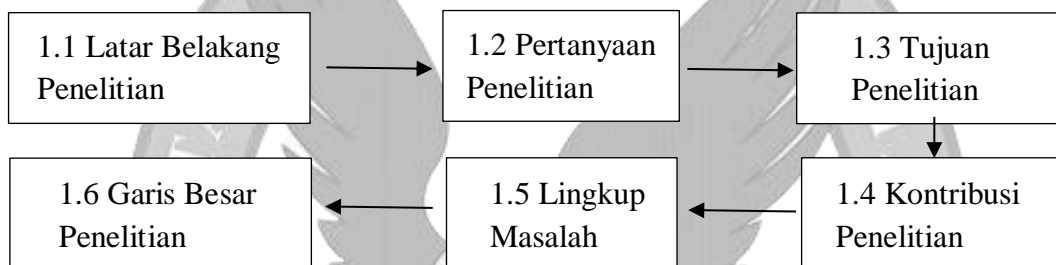 1.1 Latar Belakang
Penelitian
1.2 Pertanyaan
Penelitian
1.3 Tujuan
Penelitian
1.4 Kontribusi
Penelitian
1.5 Lingkup
Masalah
1.6 Garis Besar
Penelitian